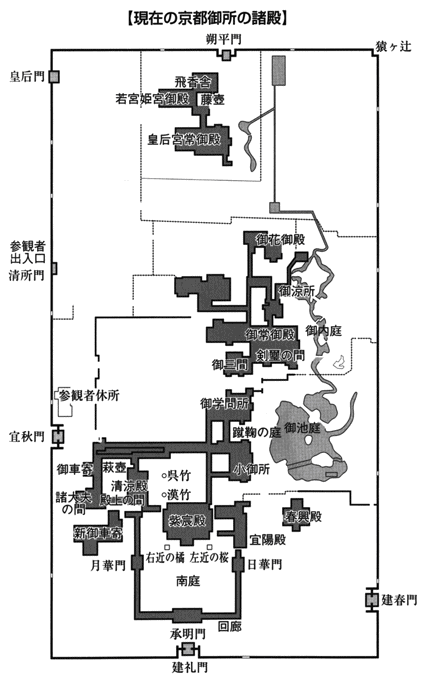 【現在の京都御所の諸殿】
朔平門
猿ヶ辻
皇后門
飛香舎
若宮姫宮御殿
藤壺
皇后宮常御殿
御花御殿
参観者
出入口
清所門
御涼所
御内庭
御常御殿
剣璽の間
御三間
参観者休所
御学問所
蹴鞠の庭
御池庭
宜秋門
御車寄
萩壺
呉竹
小御所
清涼殿
諸大夫
の間
殿上の間
漢竹
新御車寄
紫宸殿
春興殿
宜陽殿
右近の橘
左近の桜
月華門
日華門
南庭
建春門
回廊
承明門
建礼門